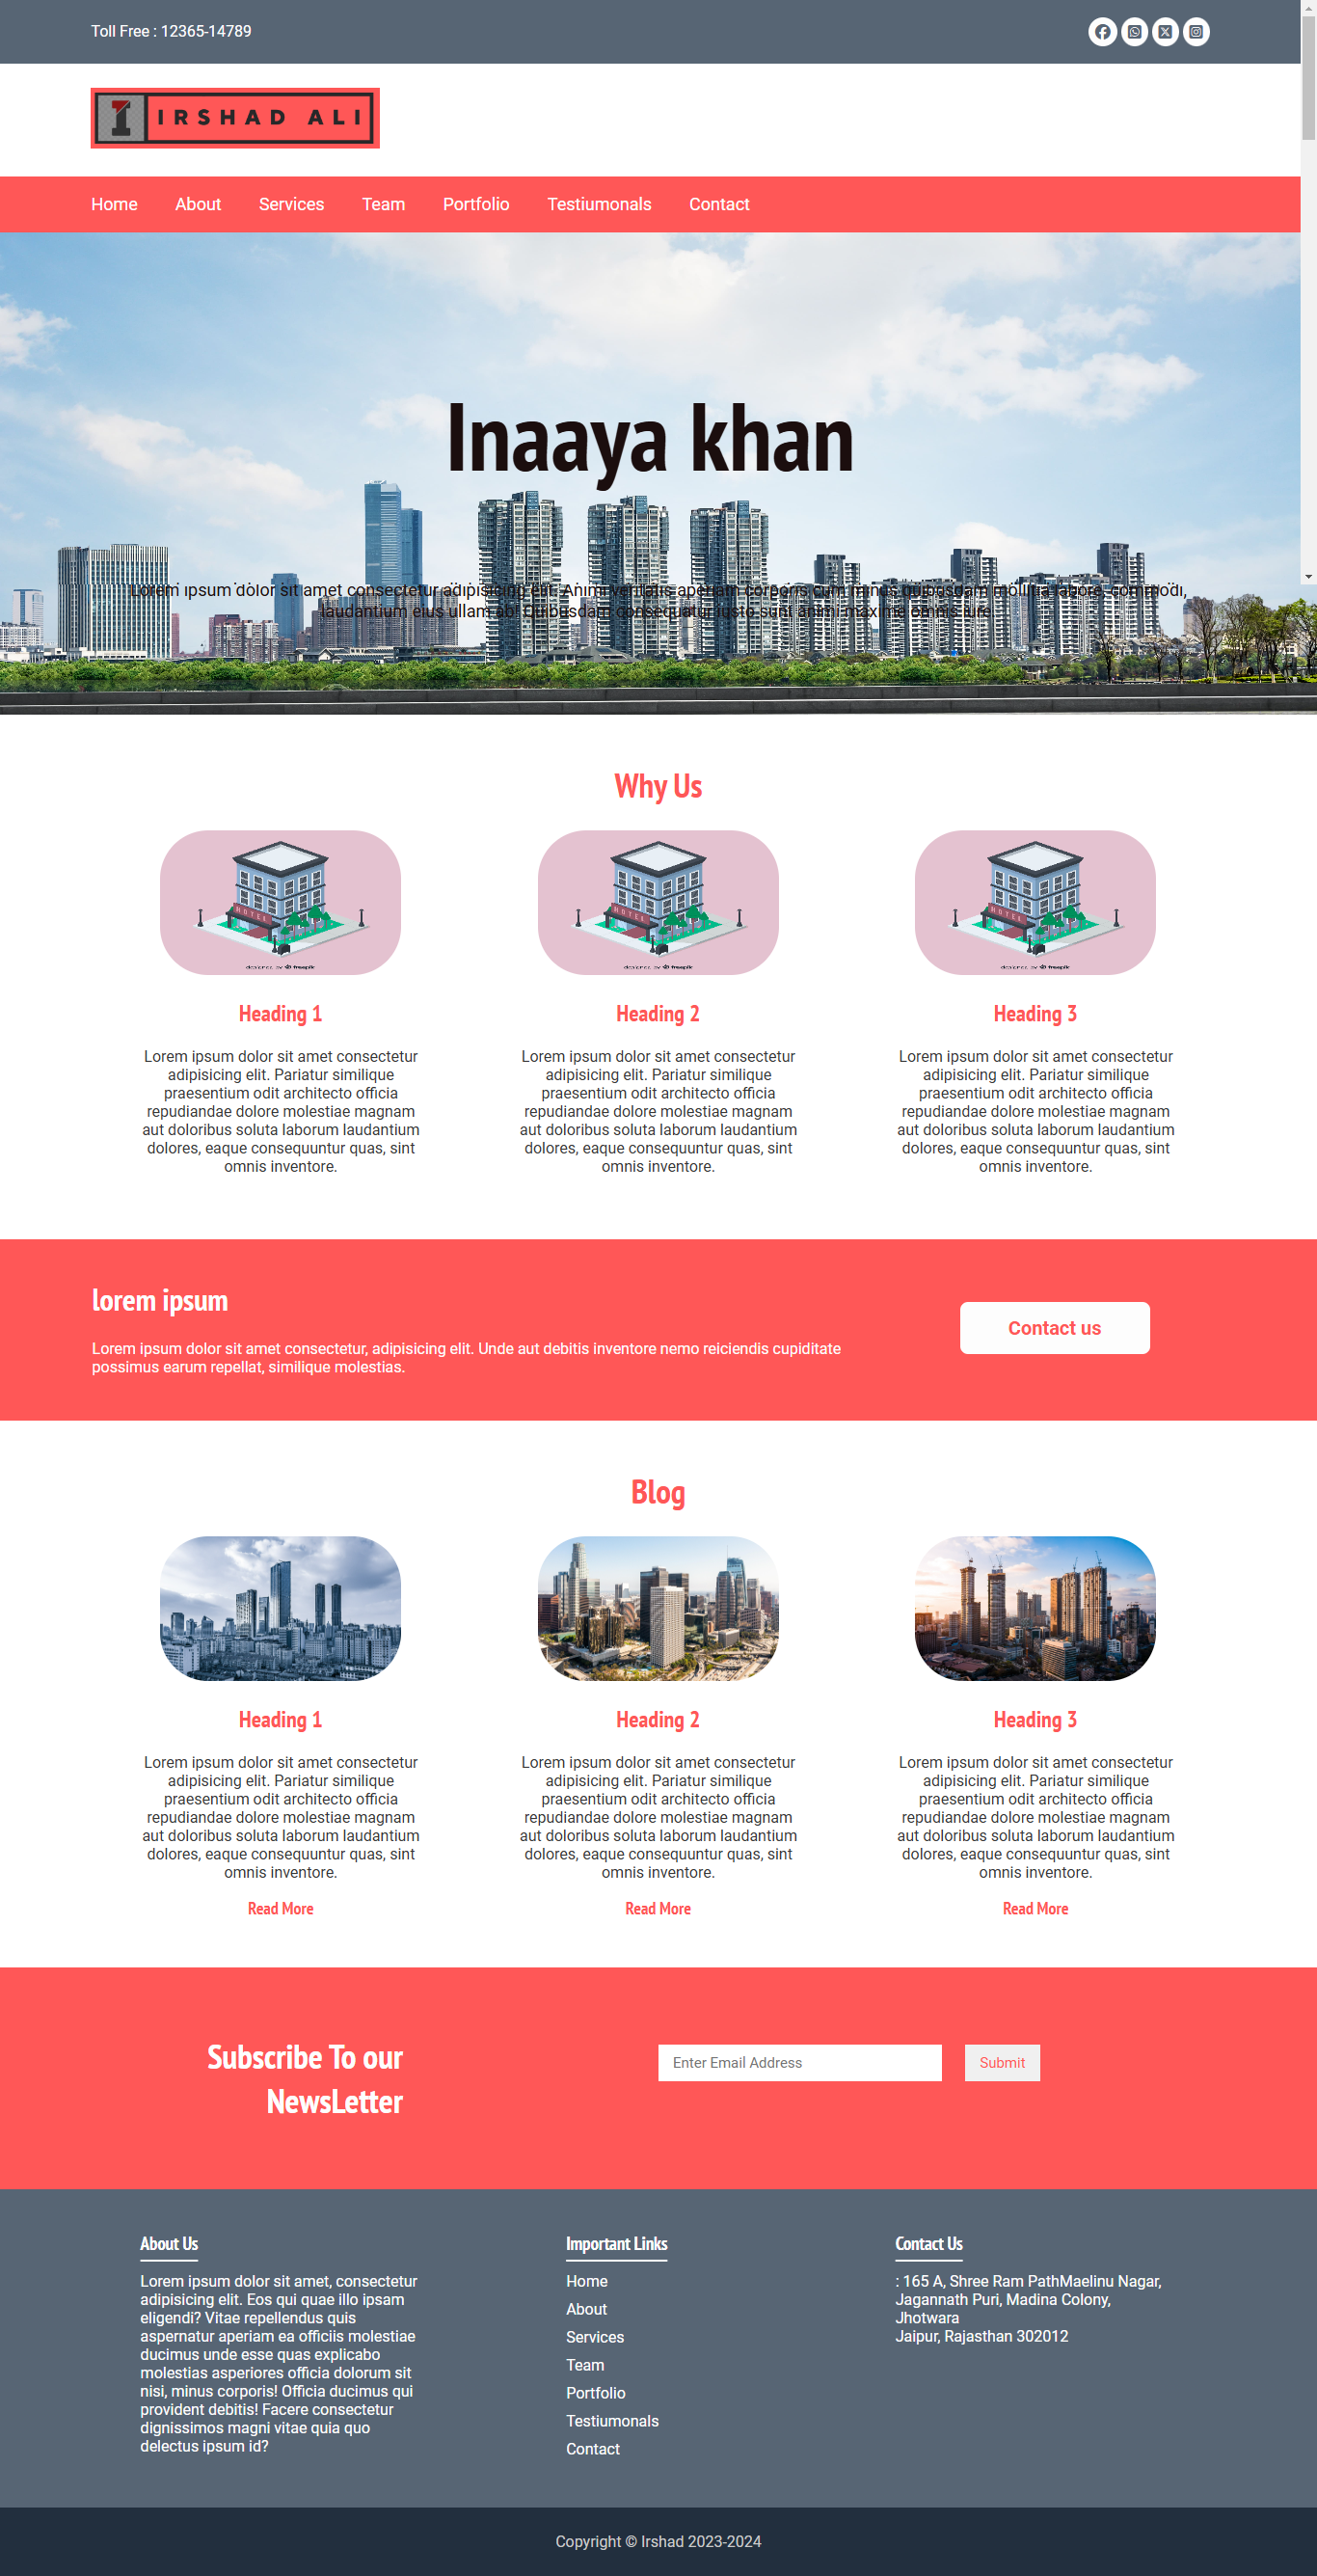 Toll Free : 12365-14789
IRSHAD ALI
Home About Services Team Portfolio Testiumonals Contact
Inaaya khan
Lorem ipsum dolor sit amet consectetur adipisicing elit. Animi veritatis aperiam corporis cum minus quibusdam mollitia labore, commodi,
laudantium eius ullam ab! Quibusdam consequatur iusto sunt animi maxime omnis iure
Why Us
HOTEL HOTEL HOTEL
designed by freepik designed by freepik designed by freepik
Heading 1 Heading 2 Heading 3
Lorem ipsum dolor sit amet consectetur Lorem ipsum dolor sit amet consectetur Lorem ipsum dolor sit amet consectetur
adipisicing elit. Pariatur similique adipisicing elit. Pariatur similique adipisicing elit. Pariatur similique
praesentium odit architecto officia praesentium odit architecto officia praesentium odit architecto officia
repudiandae dolore molestiae magnam repudiandae dolore molestiae magnam repudiandae dolore molestiae magnam
aut doloribus soluta laborum laudantium aut doloribus soluta laborum laudantium aut doloribus soluta laborum laudantium
dolores, eaque consequuntur quas, sint dolores, eaque consequuntur quas, sint dolores, eaque consequuntur quas, sint
omnis inventore. omnis inventore. omnis inventore.
lorem ipsum
Lorem ipsum dolor sit amet consectetur, adipisicing elit. Unde aut debitis inventore nemo reiciendis cupiditate
possimus earum repellat, similique molestias.
Contact us
Blog
Heading 1 Heading 2 Heading 3
Lorem ipsum dolor sit amet consectetur Lorem ipsum dolor sit amet consectetur Lorem ipsum dolor sit amet consectetur
adipisicing elit. Pariatur similique adipisicing elit. Pariatur similique adipisicing elit. Pariatur similique
praesentium odit architecto officia praesentium odit architecto officia praesentium odit architecto officia
repudiandae dolore molestiae magnam repudiandae dolore molestiae magnam repudiandae dolore molestiae magnam
aut doloribus soluta laborum laudantium aut doloribus soluta laborum laudantium aut doloribus soluta laborum laudantium
dolores, eaque consequuntur quas, sint dolores, eaque consequuntur quas, sint dolores, eaque consequuntur quas, sint
omnis inventore. omnis inventore. omnis inventore.
Read More Read More Read More
Subscribe To our
NewsLetter
Enter Email Address Submit
About Us
Lorem ipsum dolor sit amet, consectetur
adipisicing elit. Eos qui quae illo ipsam
eligendi? Vitae repellendus quis
aspernatur aperiam ea officiis molestiae
ducimus unde esse quas explicabo
molestias asperiores officia dolorum sit
nisi, minus corporis! Officia ducimus qui
provident debitis! Facere consectetur
dignissimos magni vitae quia quo
delectus ipsum id?
Important Links
Home
About
Services
Team
Portfolio
Testiumonals
Contact
Contact Us
: 165 A, Shree Ram PathMaelinu Nagar,
Jagannath Puri, Madina Colony,
Jhotwara
Jaipur, Rajasthan 302012
Copyright © Irshad 2023-2024